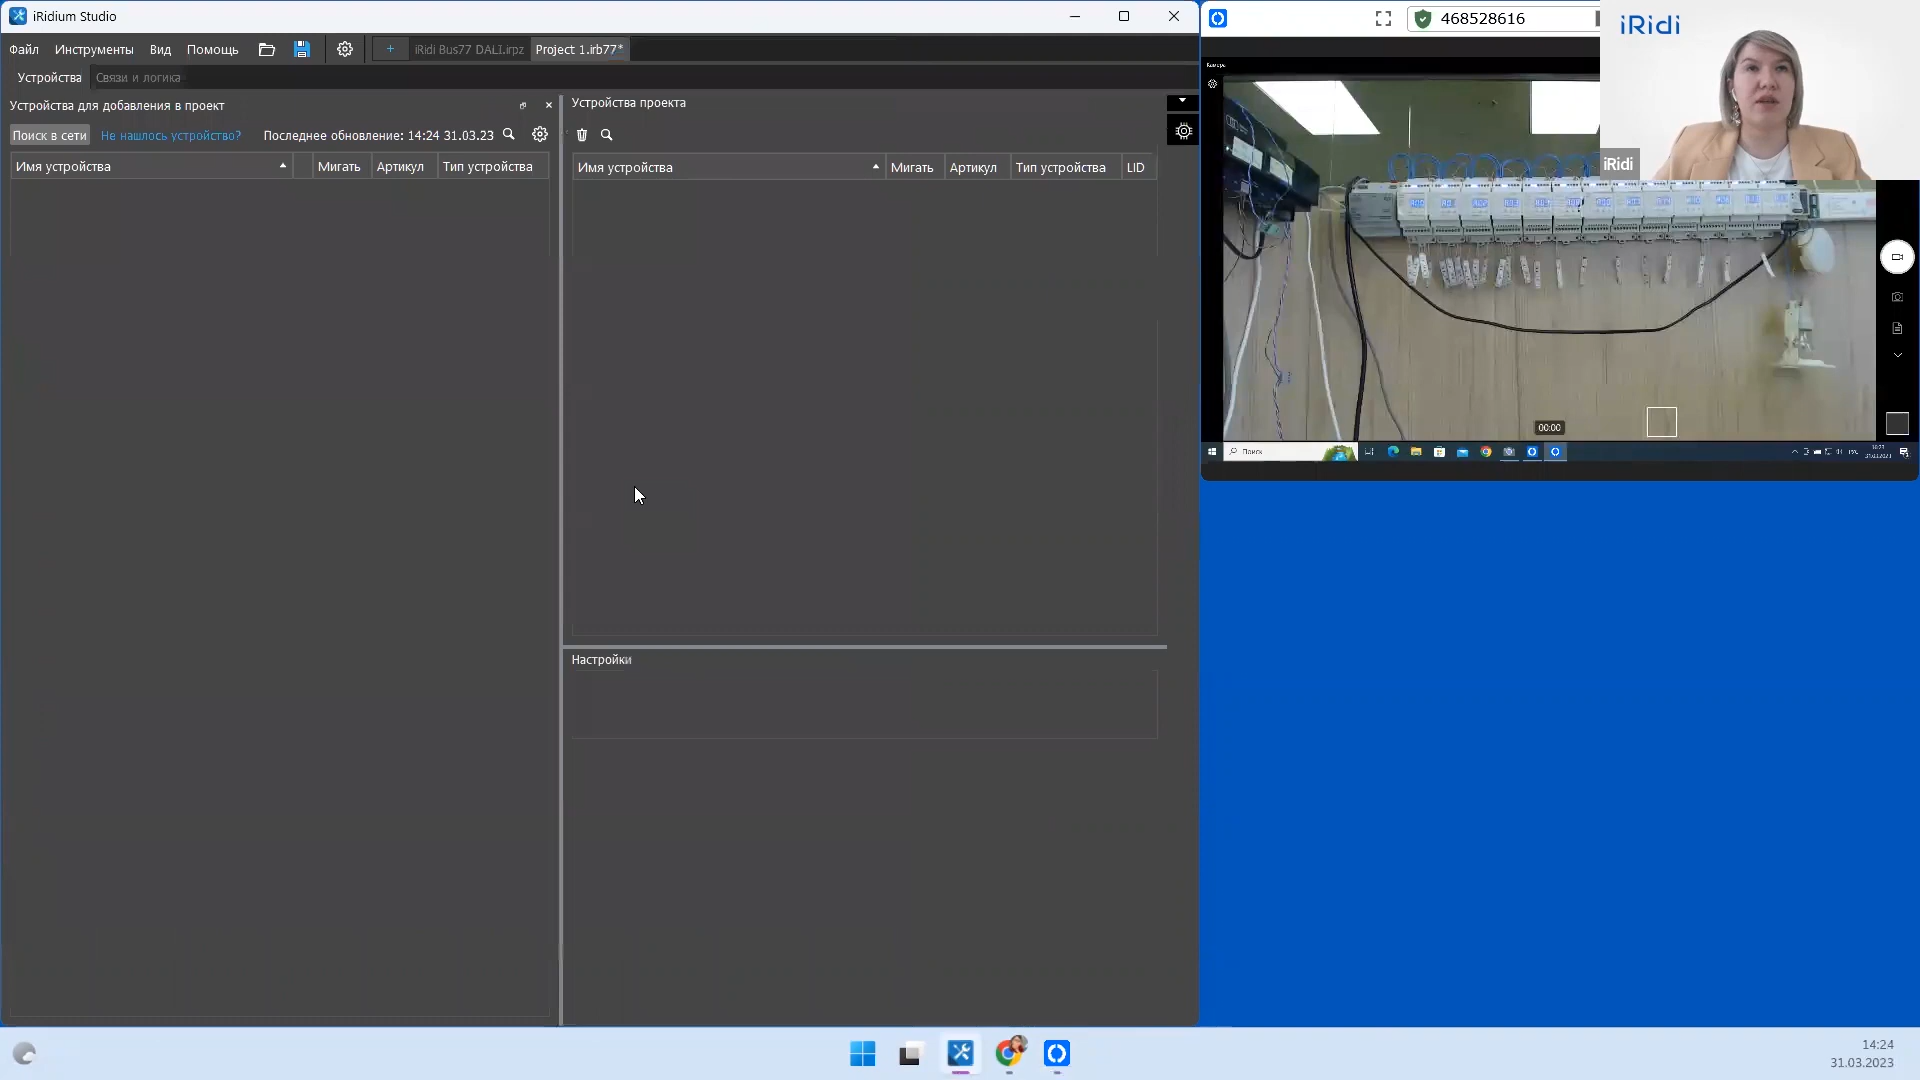 iRidium Studio
Файл Инструменты Вид Помощь
+ iRidi Bus77 DALI.irpz Project 1.irb77*
Устройства Связи и логика
Устройства для добавления в проект
Поиск в сети Не нашлось устройство? Последнее обновление: 14:24 31.03.23
Имя устройства Мигать Артикул Тип устройства
Устройства проекта
Имя устройства Мигать Артикул Тип устройства LID
Настройки
468528616
Камера
iRidi
iRidi
00:00
Поиск
14:24
31.03.2023